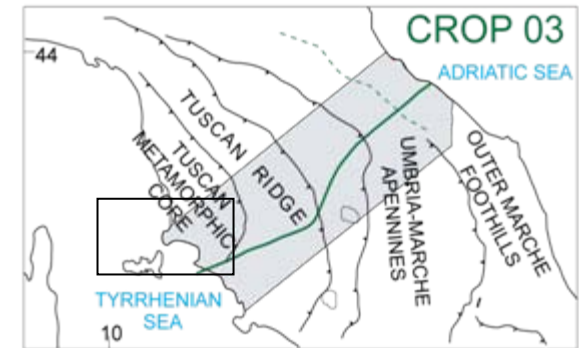 CROP 03
44
ADRIATIC SEA
TUSCAN
RIDGE
TUSCAN
METAMORPHIC
CORE
UMBRIA-MARCHE
APENNINES
OUTER MARCHE
FOOTHILLS
TYRRHENIAN
SEA
10